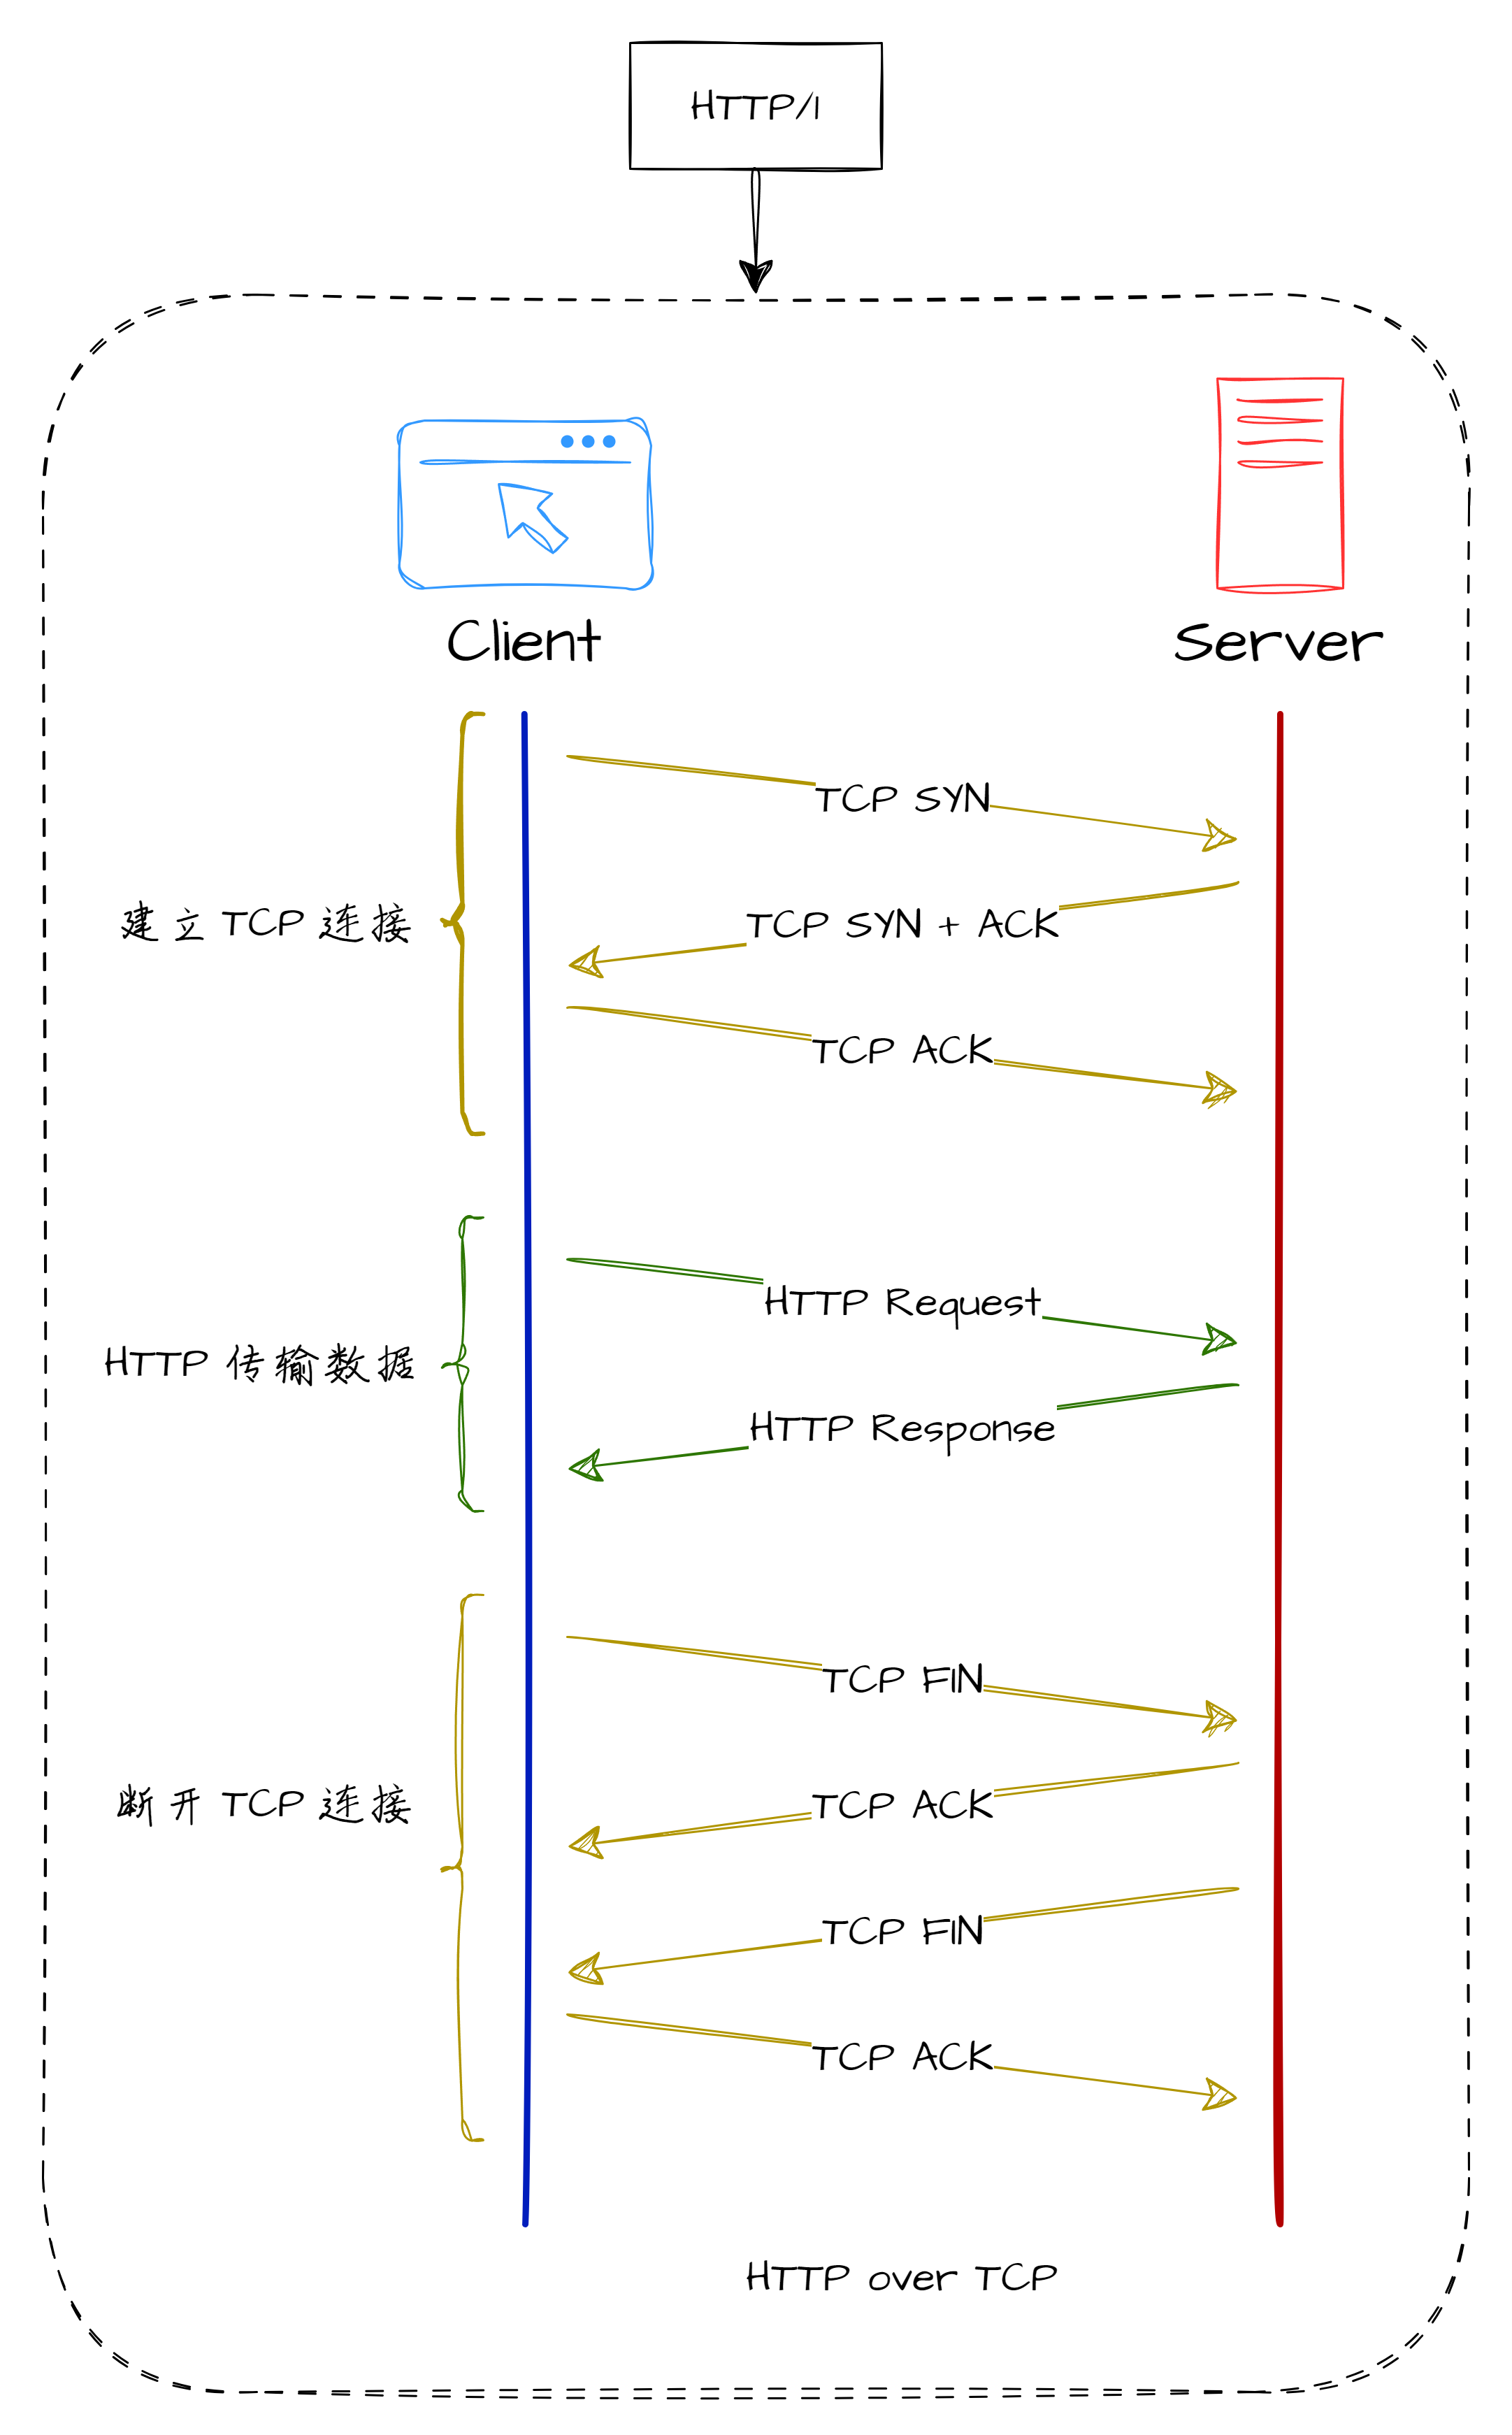 HTTP/1
Client
Server
TCP SYN
建立 TCP 连接
TCP SYN + ACK
TCP ACK
HTTP Request
HTTP 传输数据
HTTP Response
TCP FIN
断开 TCP 连接
TCP ACK
TCP FIN
TCP ACK
HTTP over TCP